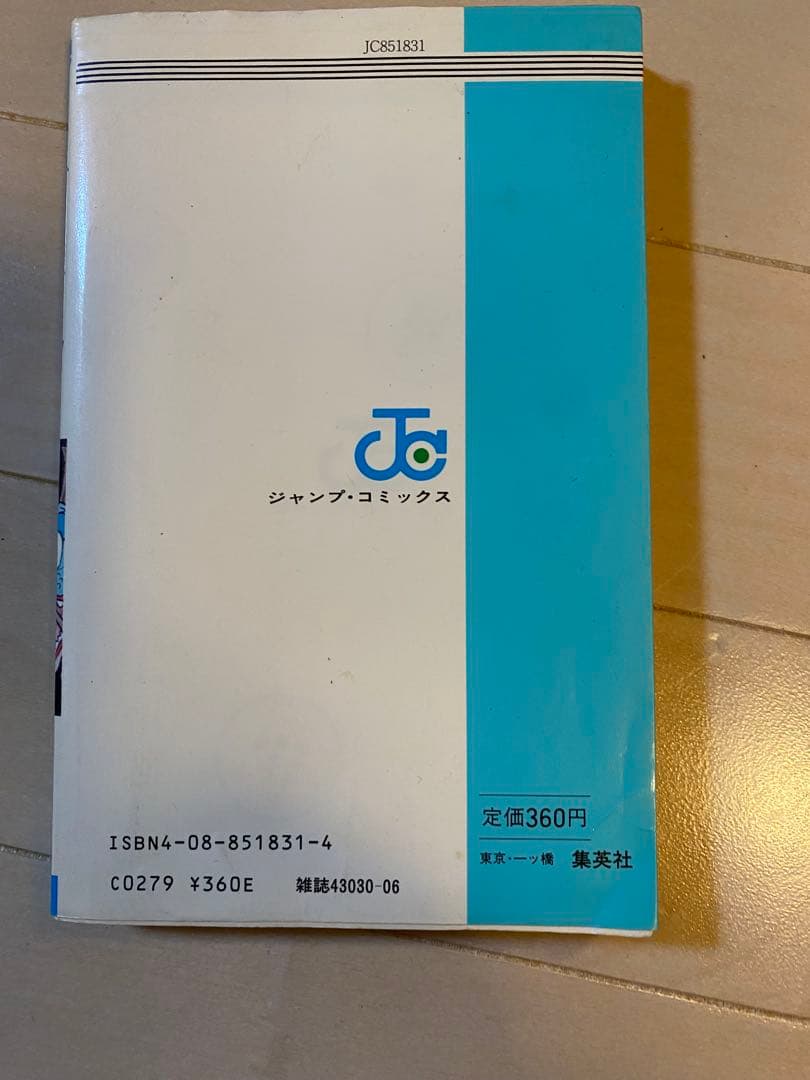 JC851831
JC
ジャンプ・コミックス
定価360円
東京・一ッ橋 集英社
ISBN4-08-851831-4
C0279 ¥360E 雑誌43030-06